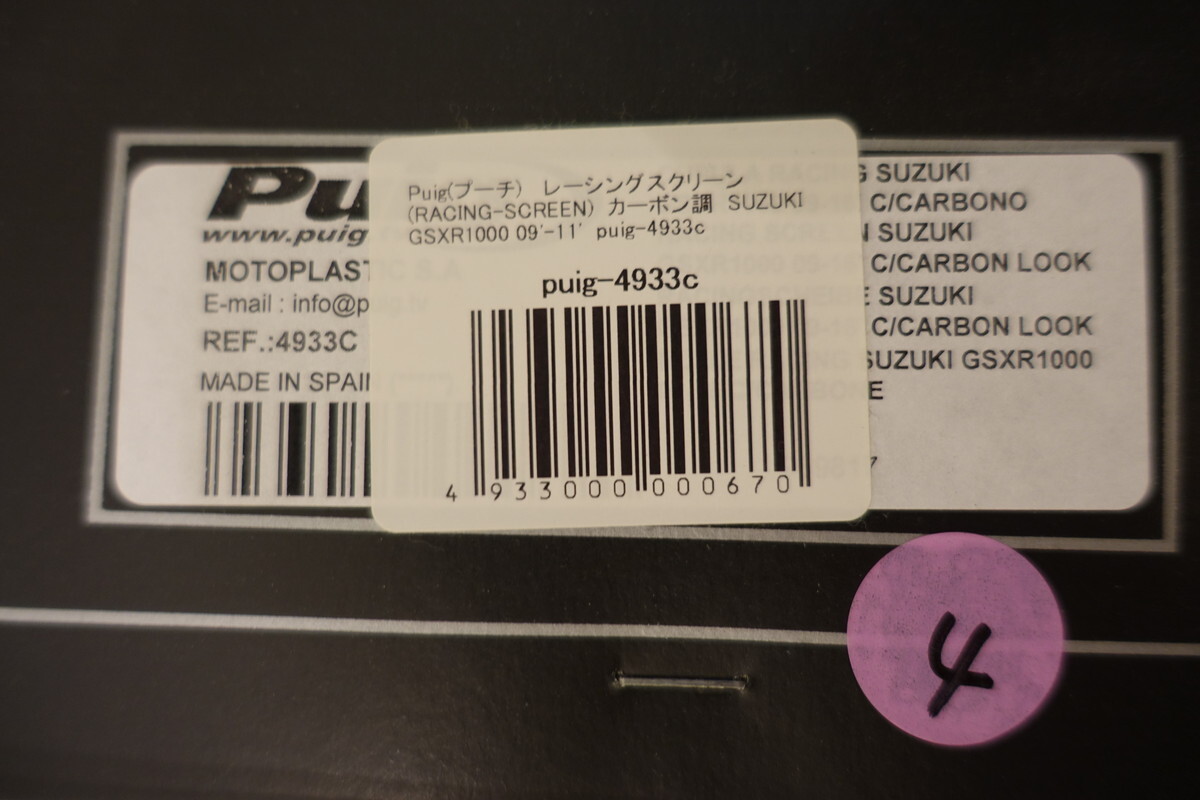 Pu
www.puig
MOTOPLAST
E-mail : info@p
REF.:4933C
MADE IN SPAI
Puig(プーチ) レーシングスクリーン
(RACING-SCREEN) カーボン調 SUZUKI
GSXR1000 09'-11' puig-4933c
puig-4933c
4 933000 000670
G SUZUKI
C/CARBONO
N SUZUKI
C/CARBON LOOK
E SUZUKI
C/CARBON LOOK
SUZUKI GSXR1000
E
7
4